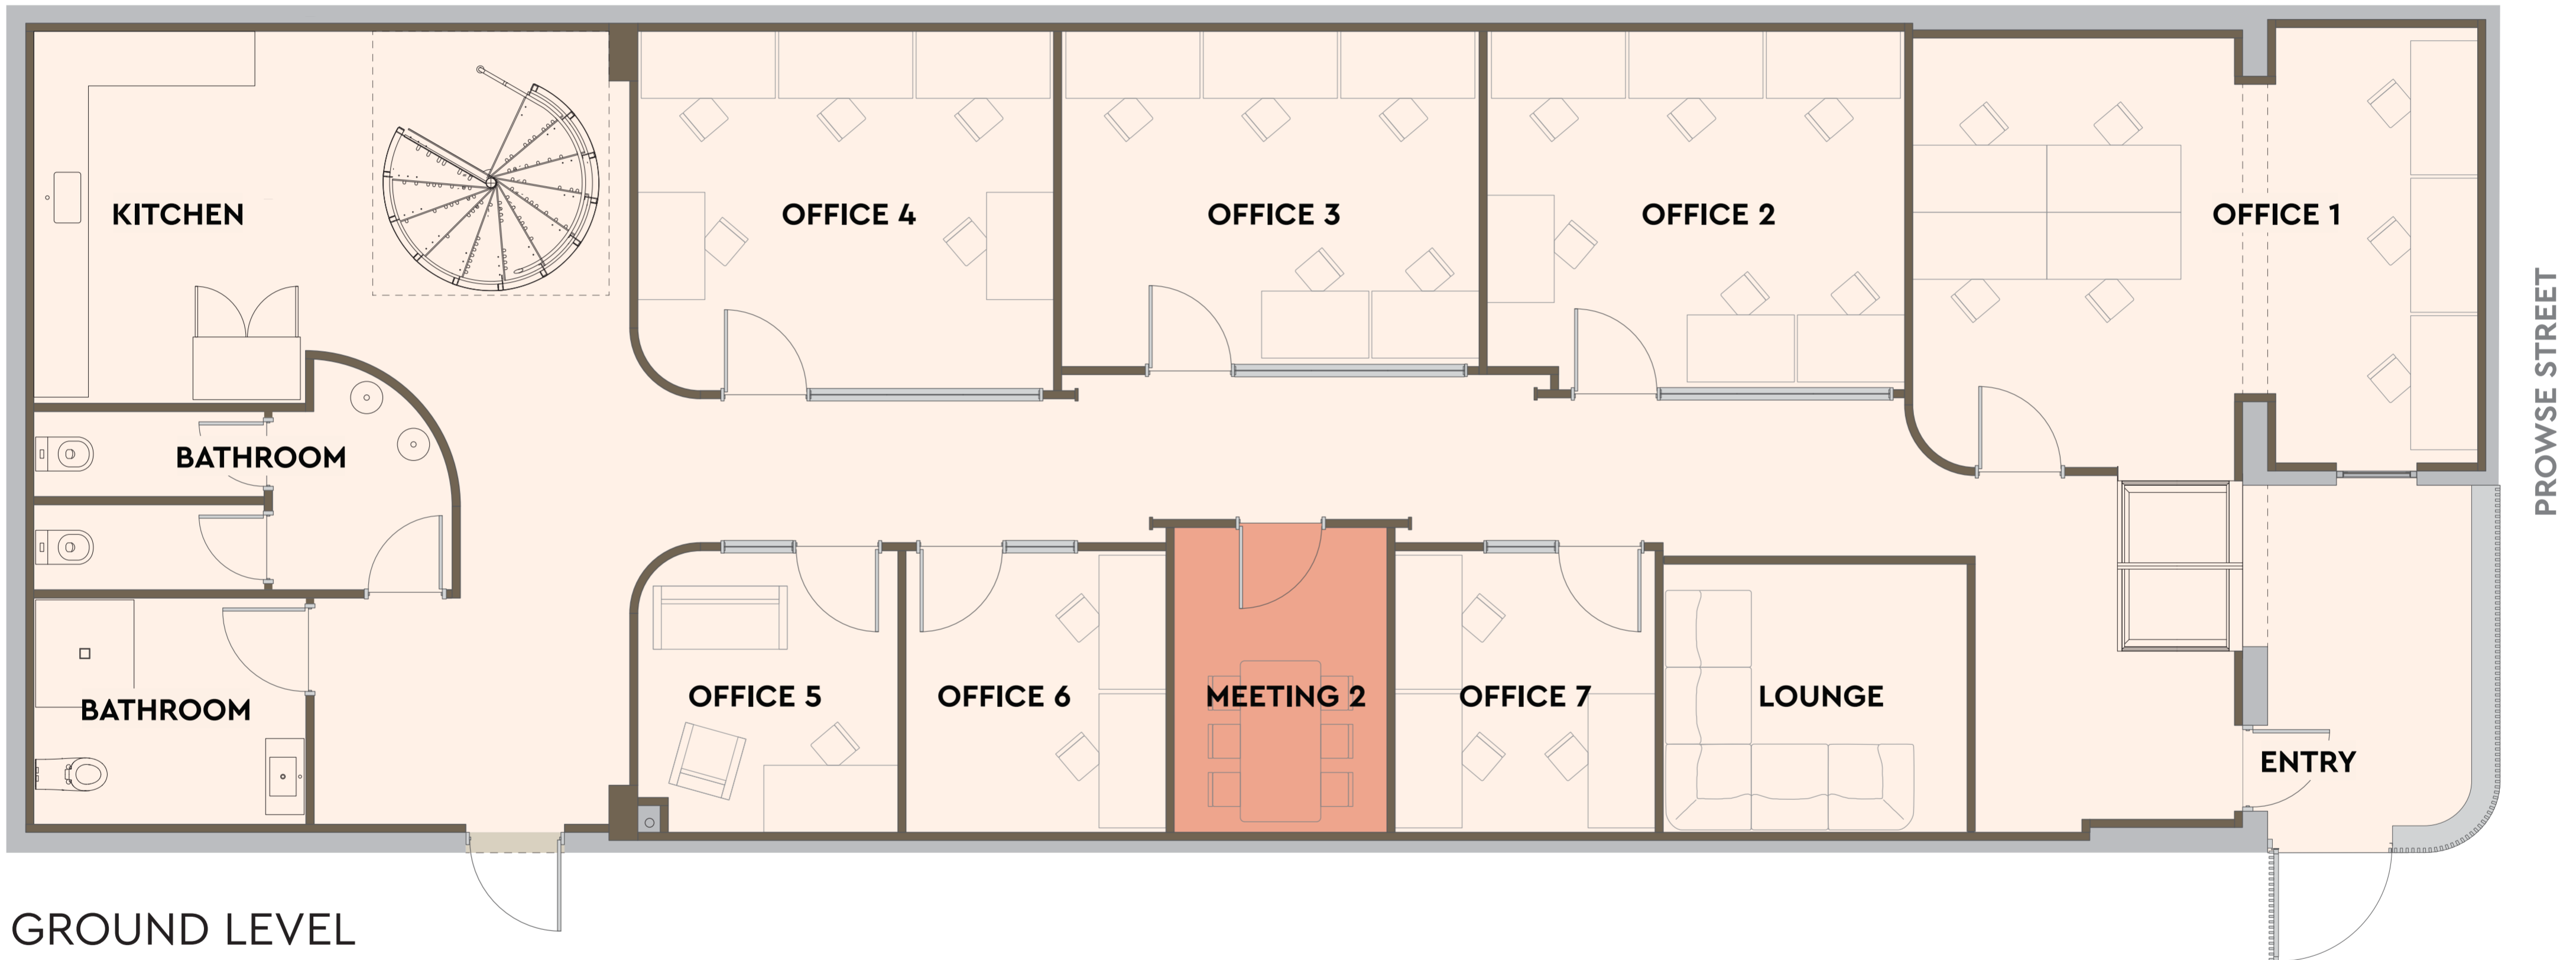 KITCHEN
OFFICE 4
OFFICE 3
OFFICE 2
OFFICE 1
PROWSE STREET
BATHROOM
BATHROOM
OFFICE 5
OFFICE 6
MEETING 2
OFFICE 7
LOUNGE
ENTRY
GROUND LEVEL